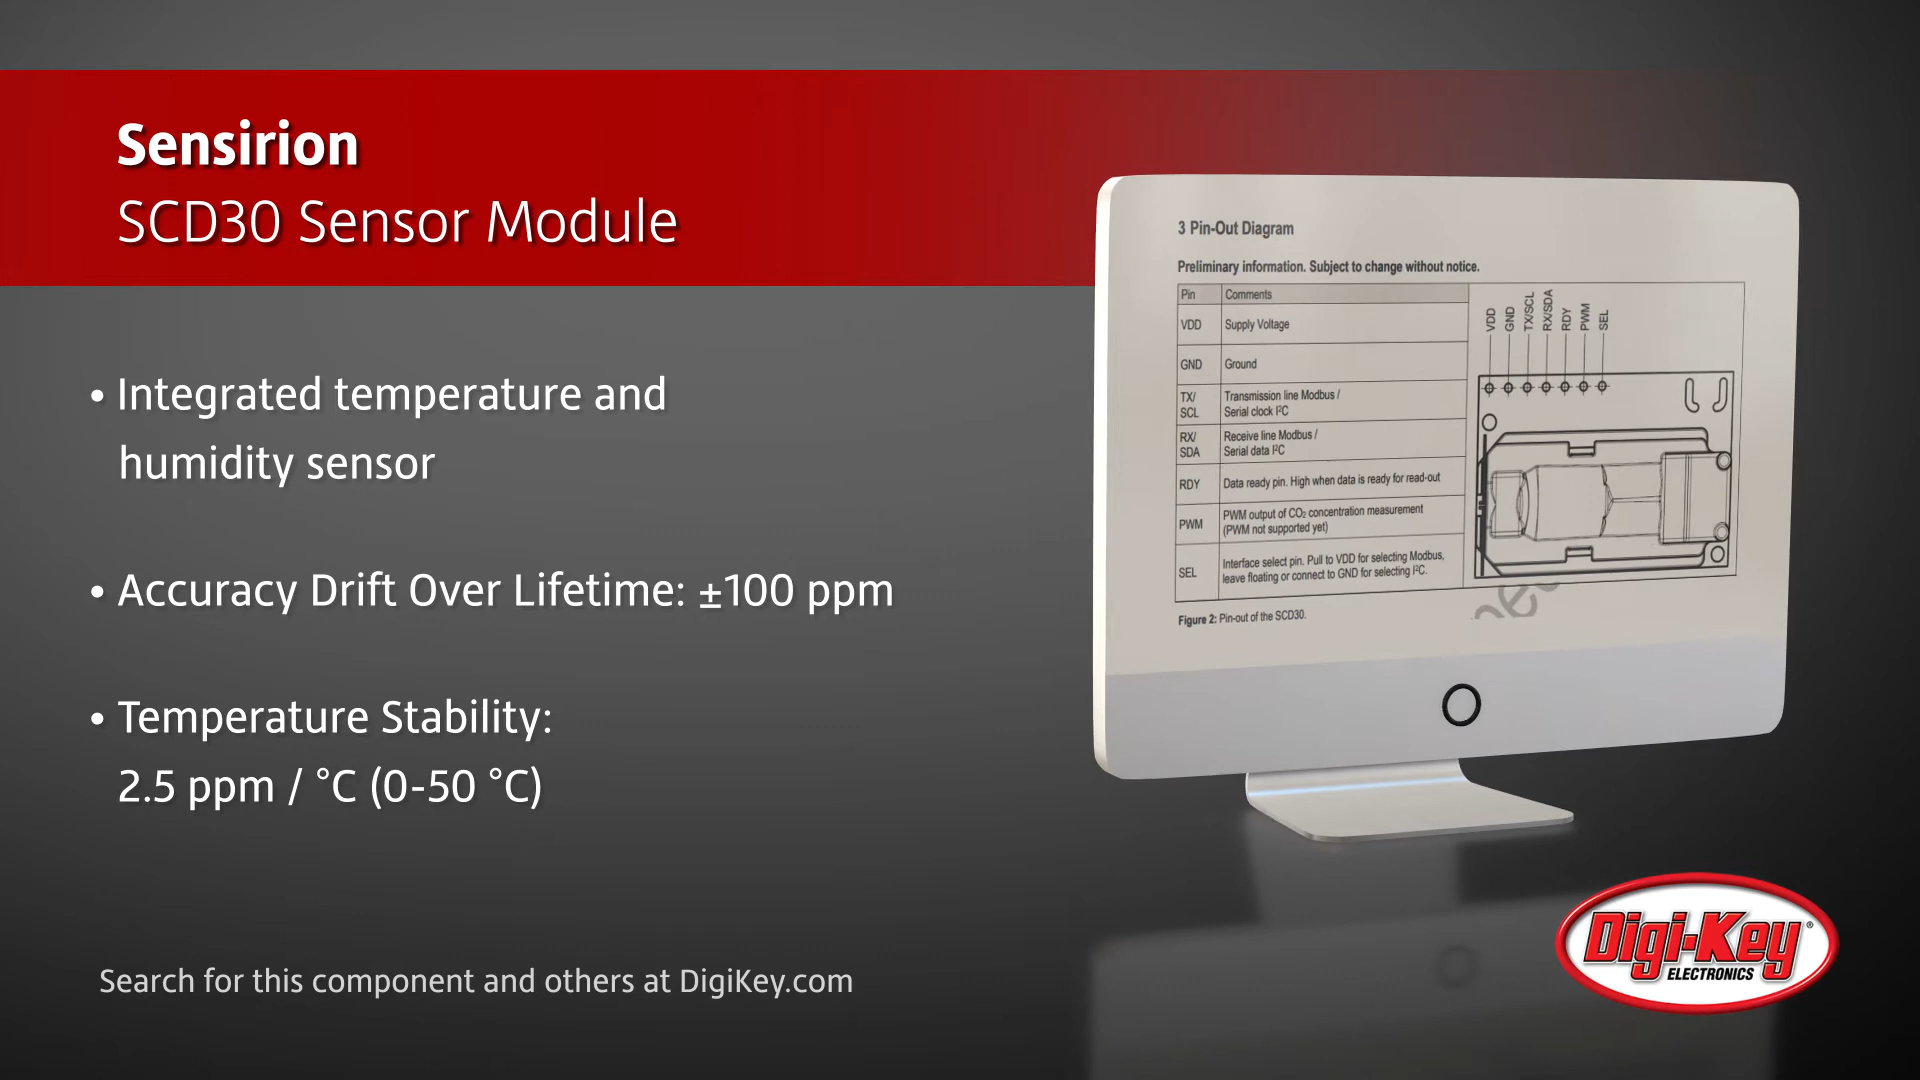 Sensirion
SCD30 Sensor Module
• Integrated temperature and
humidity sensor
• Accuracy Drift Over Lifetime: ±100 ppm
• Temperature Stability:
2.5 ppm / °C (0-50 °C)
Search for this component and others at DigiKey.com
3 Pin-Out Diagram
Preliminary information. Subject to change without notice.
Pin Comments
VDD Supply Voltage
GND Ground
TX/ Transmission line Modbus /
SCL Serial clock I²C
RX/ Receive line Modbus /
SDA Serial data I²C
RDY Data ready pin. High when data is ready for read-out
PWM PWM output of CO₂ concentration measurement
(PWM not supported yet)
SEL Interface select pin. Pull to VDD for selecting Modbus,
leave floating or connect to GND for selecting I²C.
VDD
GND
TX/SCL
RX/SDA
RDY
PWM
SEL
Figure 2: Pin-out of the SCD30.
Digi-Key®
ELECTRONICS